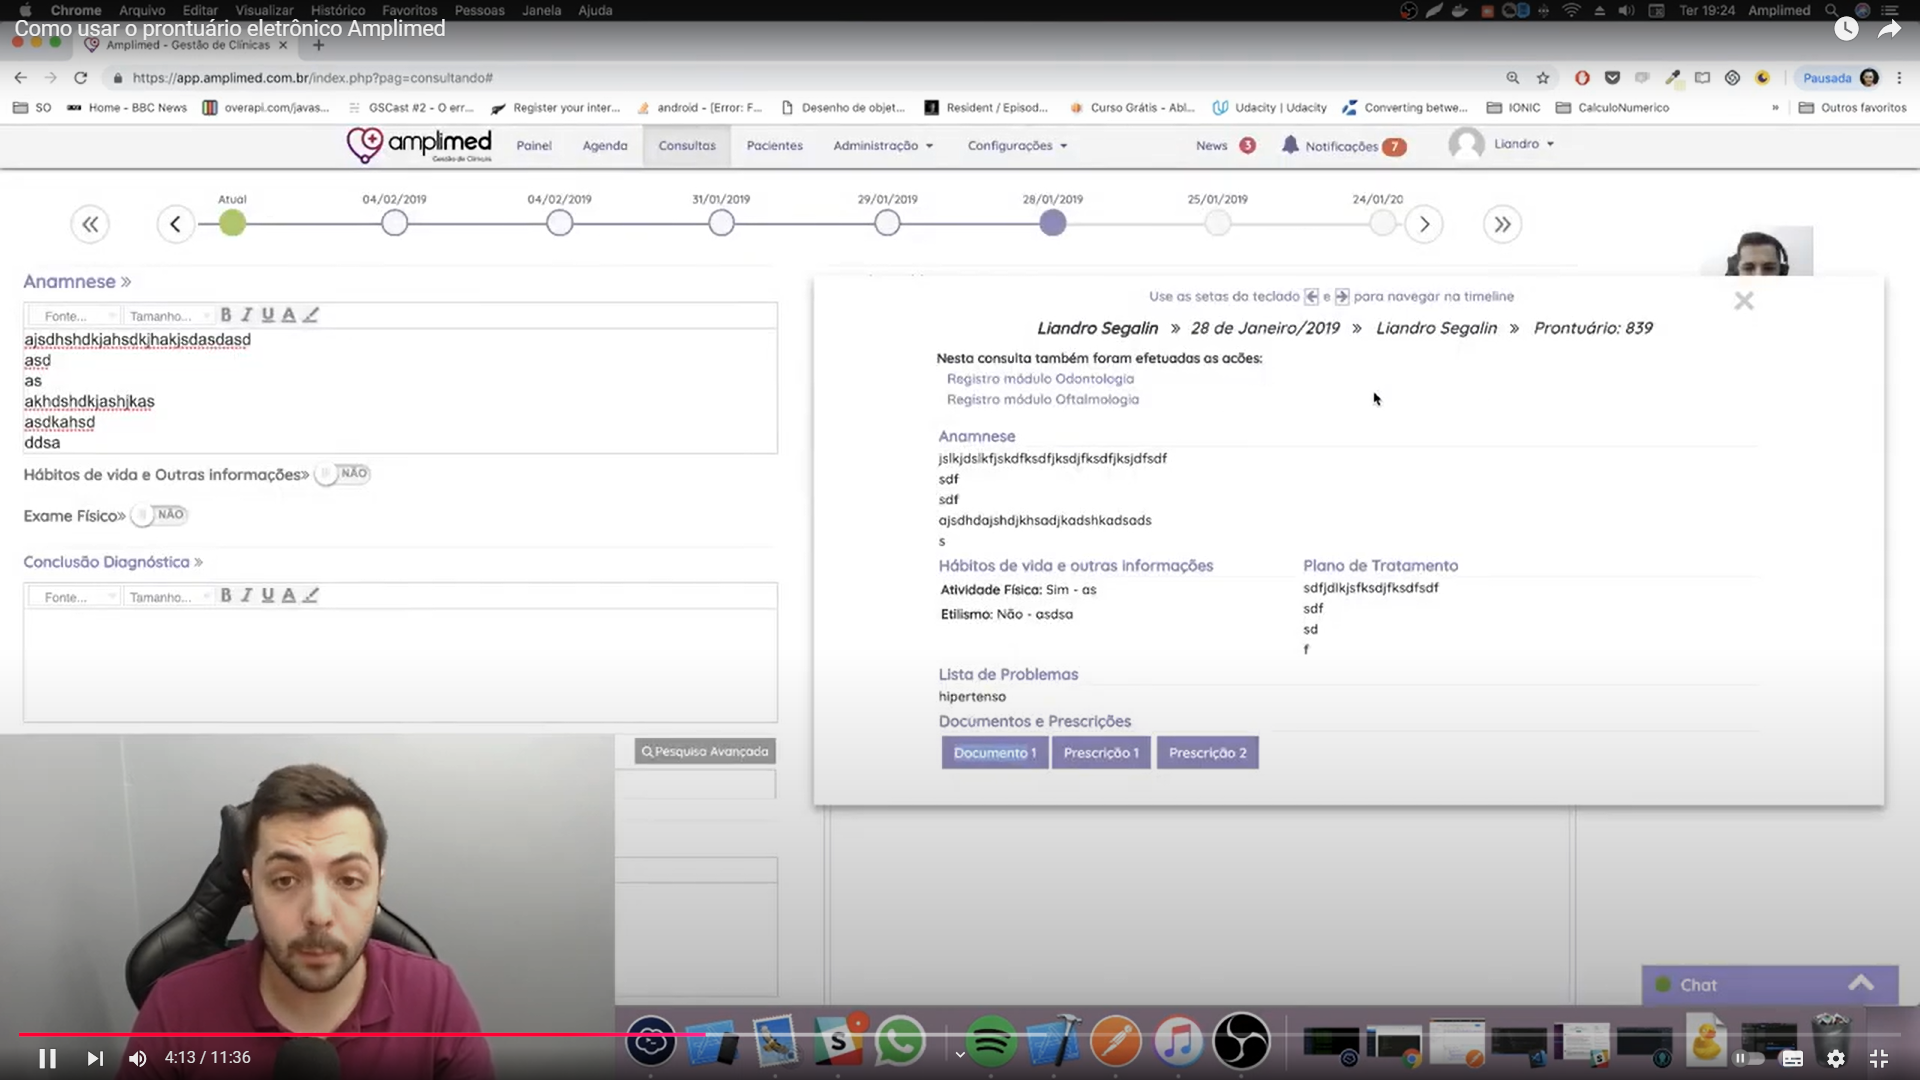 Chrome Arquivo Editar Visualizar Histórico Favoritos Pessoas Janela Ajuda Ter 19:24 Amplimed
Como usar o prontuário eletrônico Amplimed
Amplimed - Gestão de Clínicas
https://app.amplimed.com.br/index.php?pag=consultando# Pausada
SO Home - BBC News overapi.com/javas... GSCast #2 - O err... Register your inter... android - [Error: F... Desenho de objet... Resident / Episod... Curso Grátis - Abl... Udacity | Udacity Converting betwe... IONIC CalculoNumerico » Outros favoritos
amplimed Painel Agenda Consultas Pacientes Administração Configurações News 3 Notificações 7 Liandro
Gestão de Clínicas
Atual 04/02/2019 04/02/2019 31/01/2019 29/01/2019 28/01/2019 25/01/2019 24/01/20
Anamnese »
Fonte... Tamanho... B I U A
ajsdhshdkjahsdkjhakjsdasdasd
asd
as
akhdshdkjashjkas
asdkahsd
ddsa
Hábitos de vida e Outras informações» NÃO
Exame Físico» NÃO
Conclusão Diagnóstica »
Fonte... Tamanho... B I U A
Pesquisa Avançada
Use as setas do teclado e para navegar na timeline
Liandro Segalin » 28 de Janeiro/2019 » Liandro Segalin » Prontuário: 839
Nesta consulta também foram efetuadas as acões:
Registro módulo Odontologia
Registro módulo Oftalmologia
Anamnese
jslkjdslkfjskdfksdfjksdjfksdfjksjdfsdf
sdf
sdf
ajsdhdajshdjkhsadjkadshkadsads
s
Hábitos de vida e outras informações
Atividade Física: Sim - as
Etilismo: Não - asdsa
Plano de Tratamento
sdfjdlkjsfksdjfksdfsdf
sdf
sd
f
Lista de Problemas
hipertenso
Documentos e Prescrições
Documento 1 Prescrição 1 Prescrição 2
Chat
4:13 / 11:36